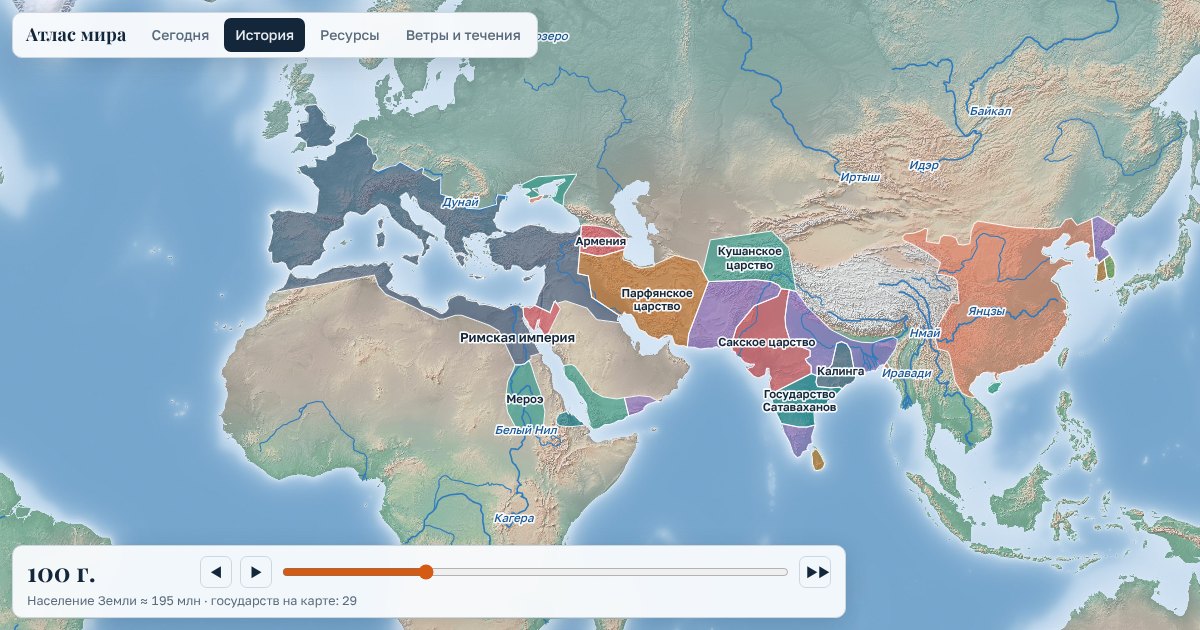 Атлас мира
Сегодня
История
Ресурсы
Ветры и течения
озеро
Байкал
Идэр
Иртыш
Дунай
Армения
Кушанское
царство
Парфянское
царство
Янцзы
Нмай
Римская империя
Сакское царство
Калинга
Иравади
Мероэ
Государство
Сатаваханов
Белый Нил
Кагера
100 г.
Население Земли ≈ 195 млн · государств на карте: 29